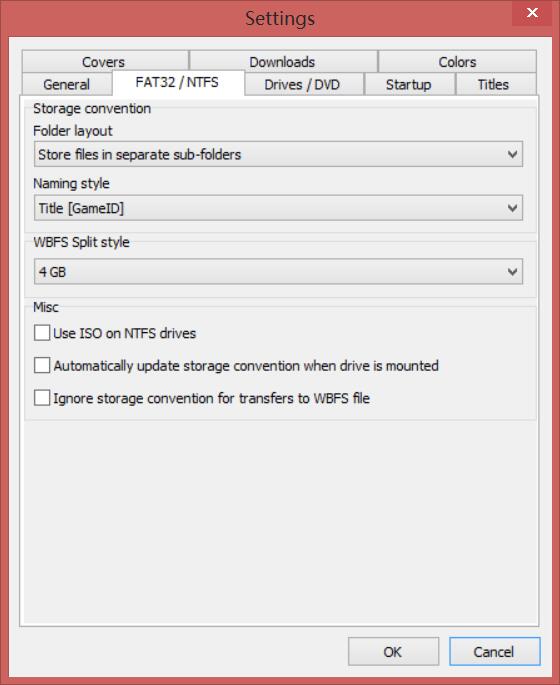 Settings
Covers
Downloads
Colors
General
FAT32 / NTFS
Drives / DVD
Startup
Titles
Storage convention
Folder layout
Store files in separate sub-folders
Naming style
Title [GameID]
WBFS Split style
4 GB
Misc
Use ISO on NTFS drives
Automatically update storage convention when drive is mounted
Ignore storage convention for transfers to WBFS file
OK
Cancel